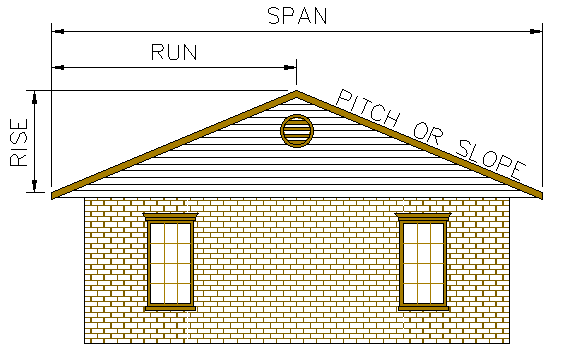 SPAN
RUN
RISE
PITCH OR SLOPE